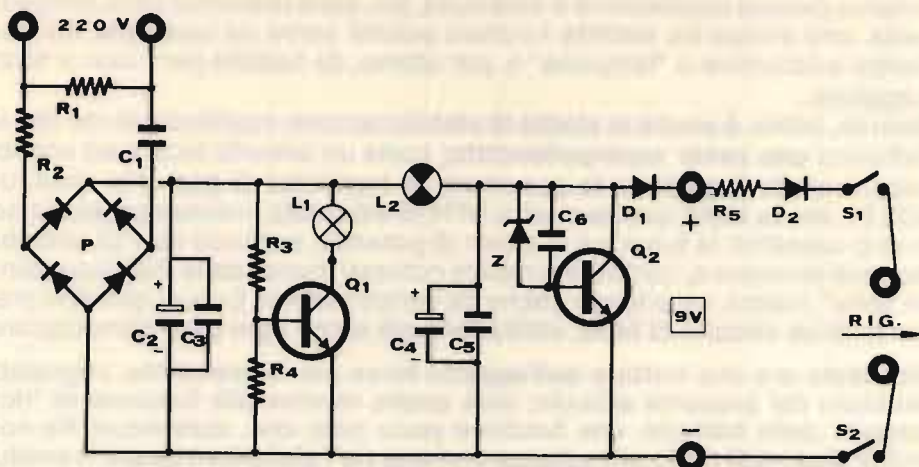 220V
R1
R2
C1
P
+
C2
-
C3
R3
R4
L1
Q1
L2
+
C4
-
C5
Z
C6
Q2
D1
+
R5
D2
S1
9V
RIG.
-
S2